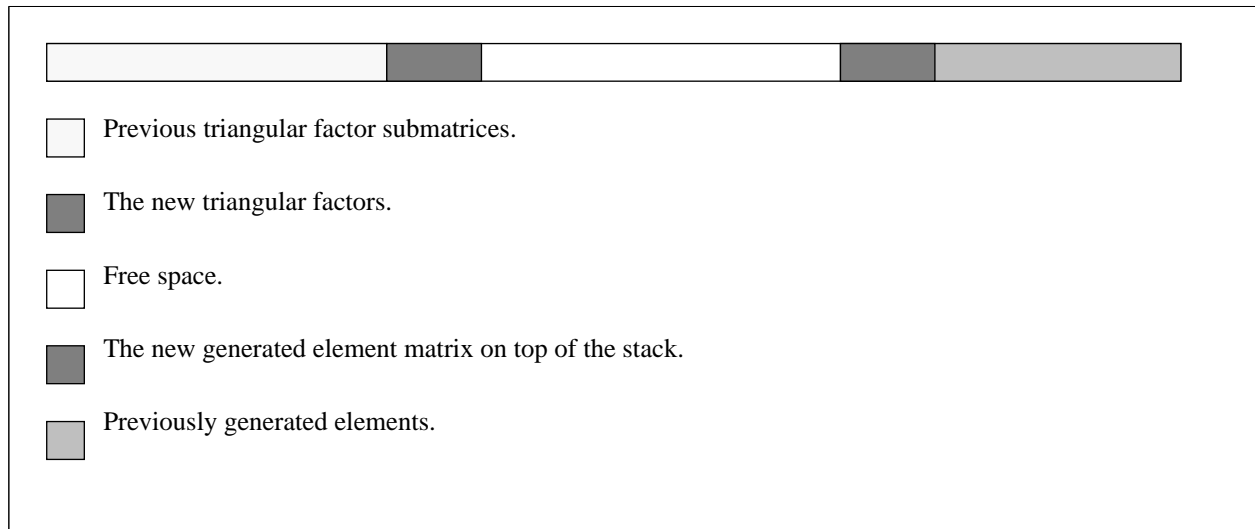 Previous triangular factor submatrices.
The new triangular factors.
Free space.
The new generated element matrix on top of the stack.
Previously generated elements.